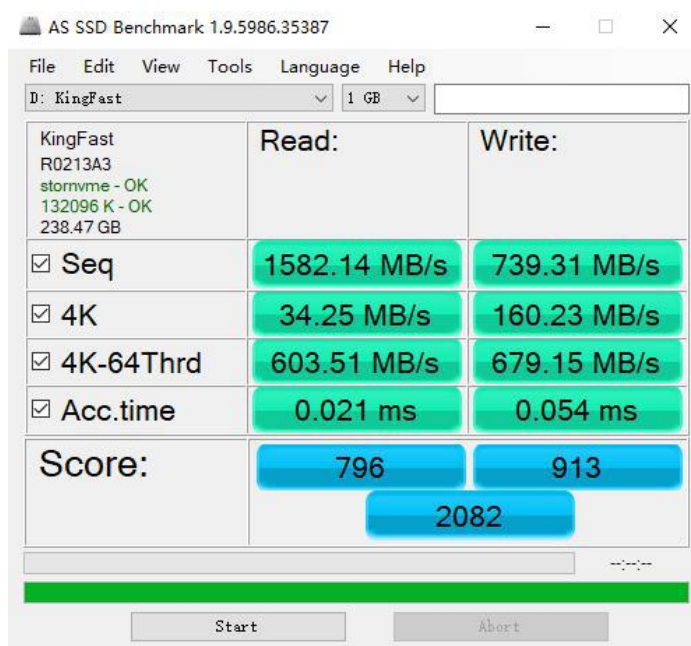 AS SSD Benchmark 1.9.5986.35387
File Edit View Tools Language Help
D: KingFast 1 GB
KingFast
R0213A3
stornvme - OK
132096 K - OK
238.47 GB
Read: Write:
Seq 1582.14 MB/s 739.31 MB/s
4K 34.25 MB/s 160.23 MB/s
4K-64Thrd 603.51 MB/s 679.15 MB/s
Acc.time 0.021 ms 0.054 ms
Score: 796 913
2082
--:--:--
Start Abort